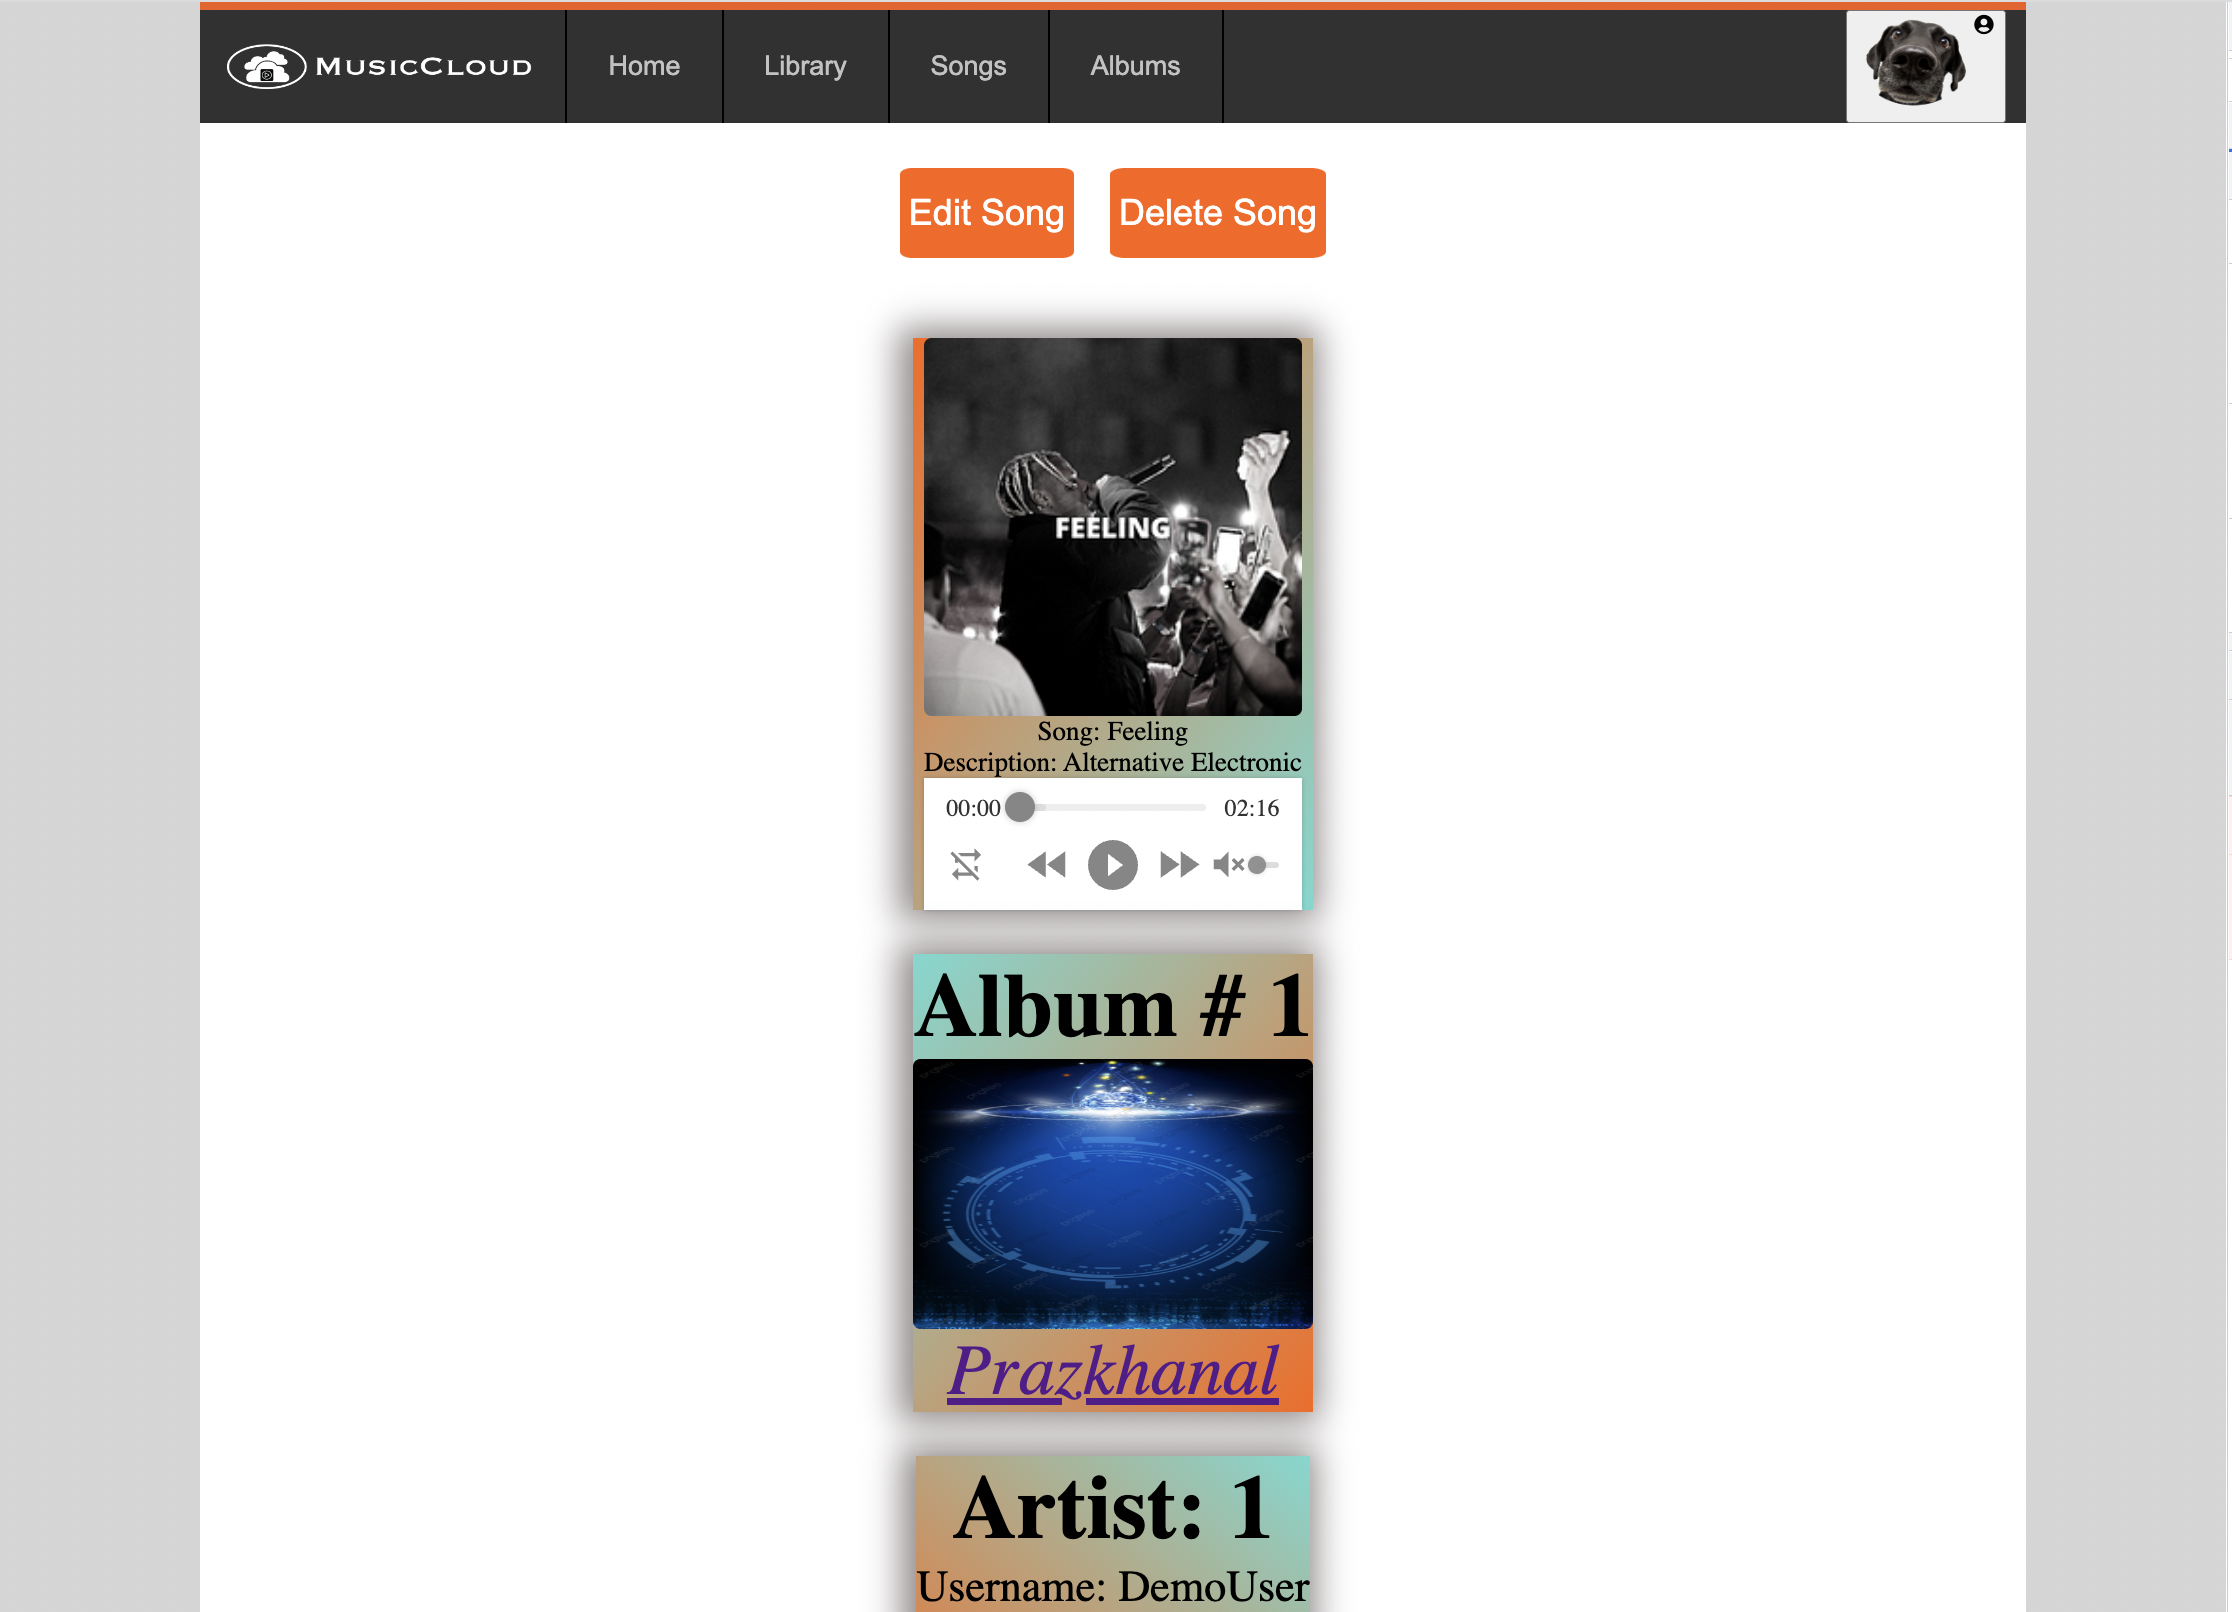 MusicCloud
Home
Library
Songs
Albums
Edit Song
Delete Song
FEELING
Song: Feeling
Description: Alternative Electronic
00:00
02:16
Album # 1
Prazkhanal
Artist: 1
Username: DemoUser